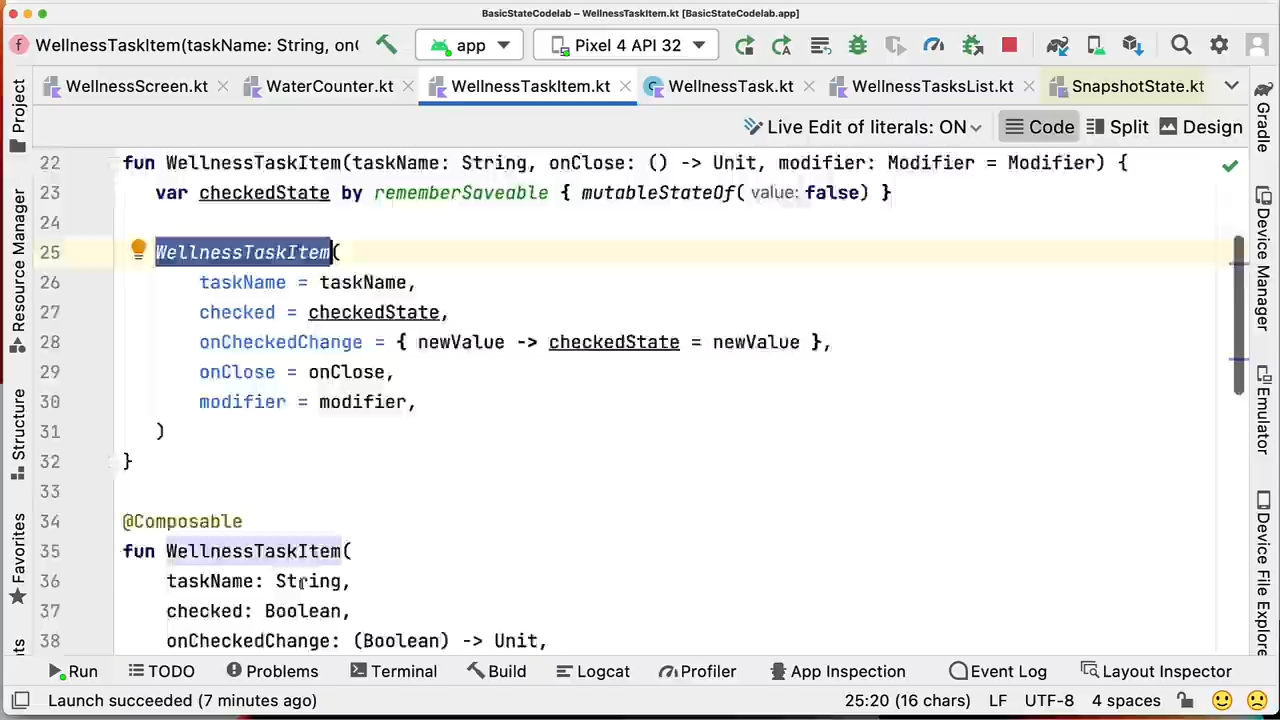 BasicStateCodelab – WellnessTaskItem.kt [BasicStateCodelab.app]
WellnessTaskItem(taskName: String, on
app
Pixel 4 API 32
WellnessScreen.kt
WaterCounter.kt
WellnessTaskItem.kt
WellnessTask.kt
WellnessTasksList.kt
SnapshotState.kt
Live Edit of literals: ON
Code
Split
Design
Project
Resource Manager
Structure
Favorites
Gradle
Device Manager
Emulator
Device File Explorer
22 fun WellnessTaskItem(taskName: String, onClose: () -> Unit, modifier: Modifier = Modifier) {
23 var checkedState by rememberSaveable { mutableStateOf( value: false) }
24
25 WellnessTaskItem(
26 taskName = taskName,
27 checked = checkedState,
28 onCheckedChange = { newValue -> checkedState = newValue },
29 onClose = onClose,
30 modifier = modifier,
31 )
32 }
33
34 @Composable
35 fun WellnessTaskItem(
36 taskName: String,
37 checked: Boolean,
38 onCheckedChange: (Boolean) -> Unit,
Run
TODO
Problems
Terminal
Build
Logcat
Profiler
App Inspection
Event Log
Layout Inspector
Launch succeeded (7 minutes ago)
25:20 (16 chars)
LF
UTF-8
4 spaces